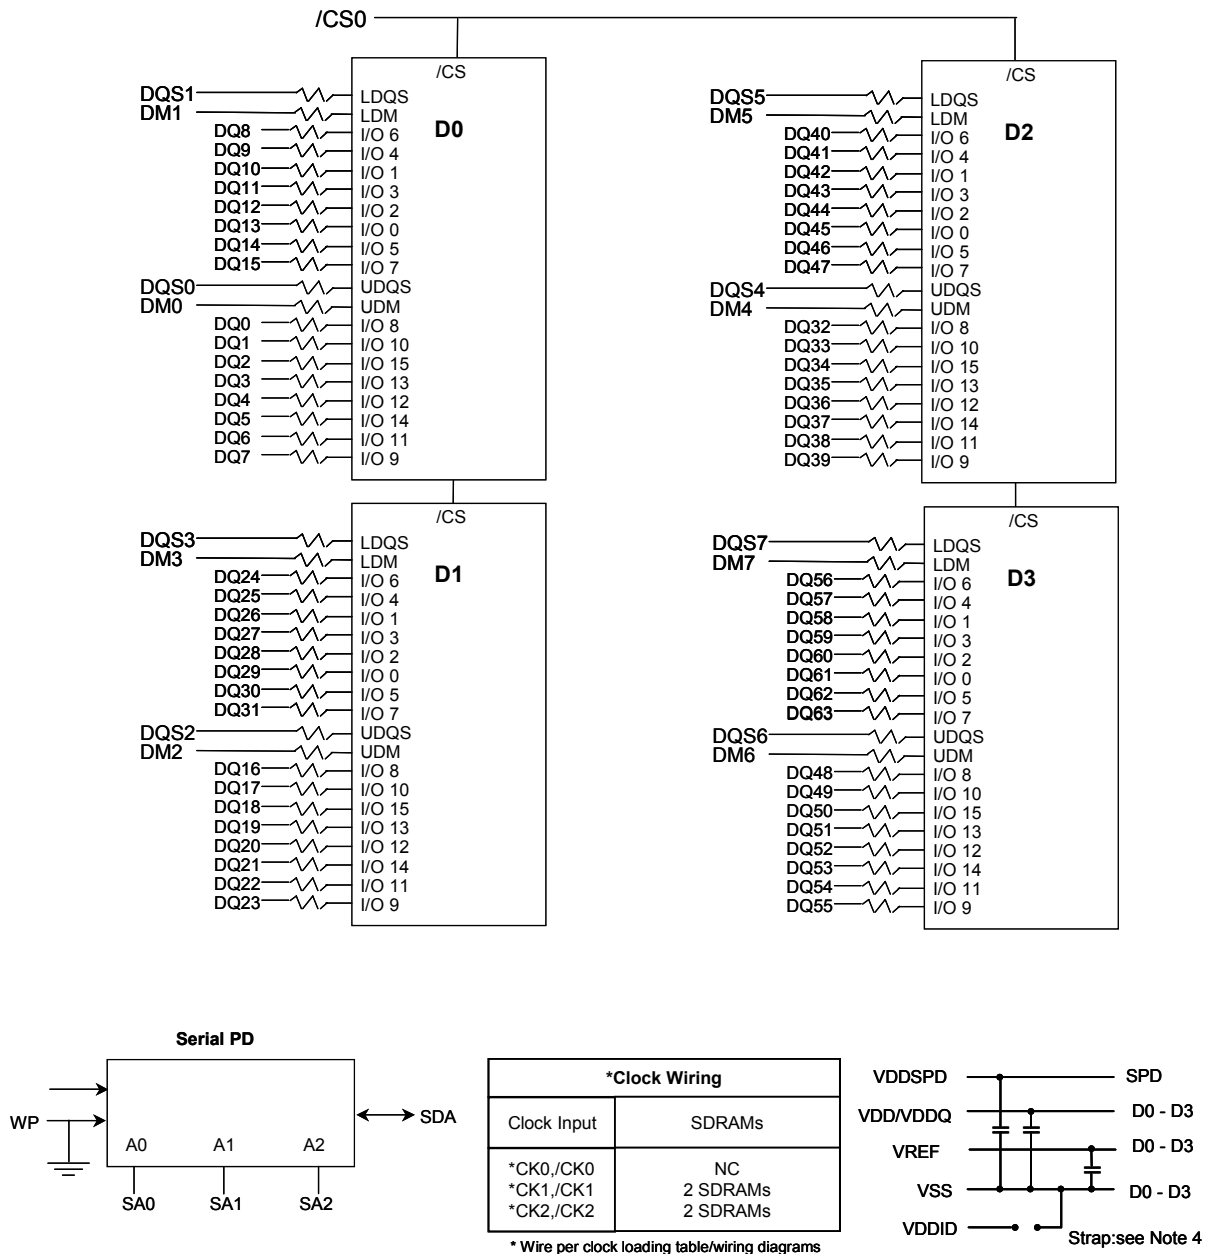 /CS0
/CS
D0
DQS1 LDQS
DM1 LDM
DQ8 I/O 6
DQ9 I/O 4
DQ10 I/O 1
DQ11 I/O 3
DQ12 I/O 2
DQ13 I/O 0
DQ14 I/O 5
DQ15 I/O 7
DQS0 UDQS
DM0 UDM
DQ0 I/O 8
DQ1 I/O 10
DQ2 I/O 15
DQ3 I/O 13
DQ4 I/O 12
DQ5 I/O 14
DQ6 I/O 11
DQ7 I/O 9
/CS
D2
DQS5 LDQS
DM5 LDM
DQ40 I/O 6
DQ41 I/O 4
DQ42 I/O 1
DQ43 I/O 3
DQ44 I/O 2
DQ45 I/O 0
DQ46 I/O 5
DQ47 I/O 7
DQS4 UDQS
DM4 UDM
DQ32 I/O 8
DQ33 I/O 10
DQ34 I/O 15
DQ35 I/O 13
DQ36 I/O 12
DQ37 I/O 14
DQ38 I/O 11
DQ39 I/O 9
/CS
D1
DQS3 LDQS
DM3 LDM
DQ24 I/O 6
DQ25 I/O 4
DQ26 I/O 1
DQ27 I/O 3
DQ28 I/O 2
DQ29 I/O 0
DQ30 I/O 5
DQ31 I/O 7
DQS2 UDQS
DM2 UDM
DQ16 I/O 8
DQ17 I/O 10
DQ18 I/O 15
DQ19 I/O 13
DQ20 I/O 12
DQ21 I/O 14
DQ22 I/O 11
DQ23 I/O 9
/CS
D3
DQS7 LDQS
DM7 LDM
DQ56 I/O 6
DQ57 I/O 4
DQ58 I/O 1
DQ59 I/O 3
DQ60 I/O 2
DQ61 I/O 0
DQ62 I/O 5
DQ63 I/O 7
DQS6 UDQS
DM6 UDM
DQ48 I/O 8
DQ49 I/O 10
DQ50 I/O 15
DQ51 I/O 13
DQ52 I/O 12
DQ53 I/O 14
DQ54 I/O 11
DQ55 I/O 9
Serial PD
WP
SDA
A0 A1 A2
SA0 SA1 SA2
*Clock Wiring
Clock Input SDRAMs
*CK0,/CK0 NC
*CK1,/CK1 2 SDRAMs
*CK2,/CK2 2 SDRAMs
* Wire per clock loading table/wiring diagrams
VDDSPD SPD
VDD/VDDQ D0 - D3
VREF D0 - D3
VSS D0 - D3
VDDID Strap:see Note 4